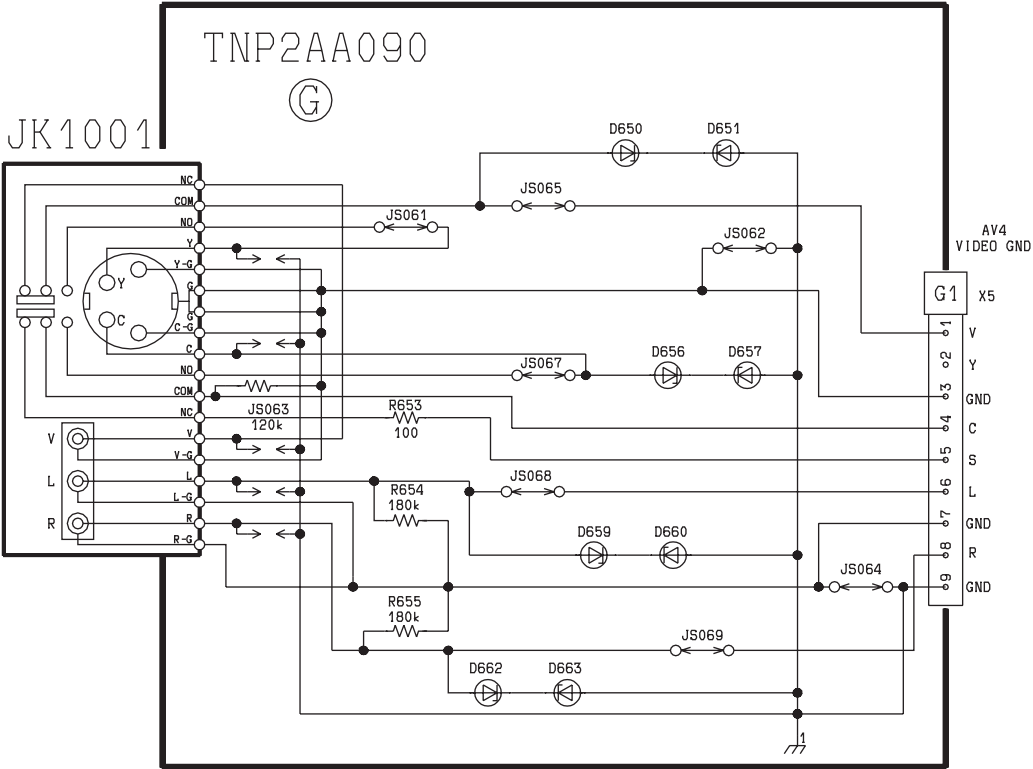 TNP2AA090
G
JK1001
D650 D651
NC
COM
JS065
NO
JS061
Y
JS062
AV4
VIDEO GND
Y-G
G
Y
G1 X5
G
C
C-G
1 V
C
2 Y
D656 D657
NO
JS067
3 GND
COM
JS063
120k
R653
100
NC
4 C
V
V
5 S
V-G
JS068
L
L
6 L
R654
180k
L-G
R
R
7 GND
D659 D660
R-G
8 R
JS064
9 GND
R655
180k
JS069
D662 D663
1